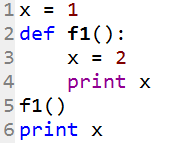 1 x = 1
2 def f1():
3     x = 2
4     print x
5 f1()
6 print x